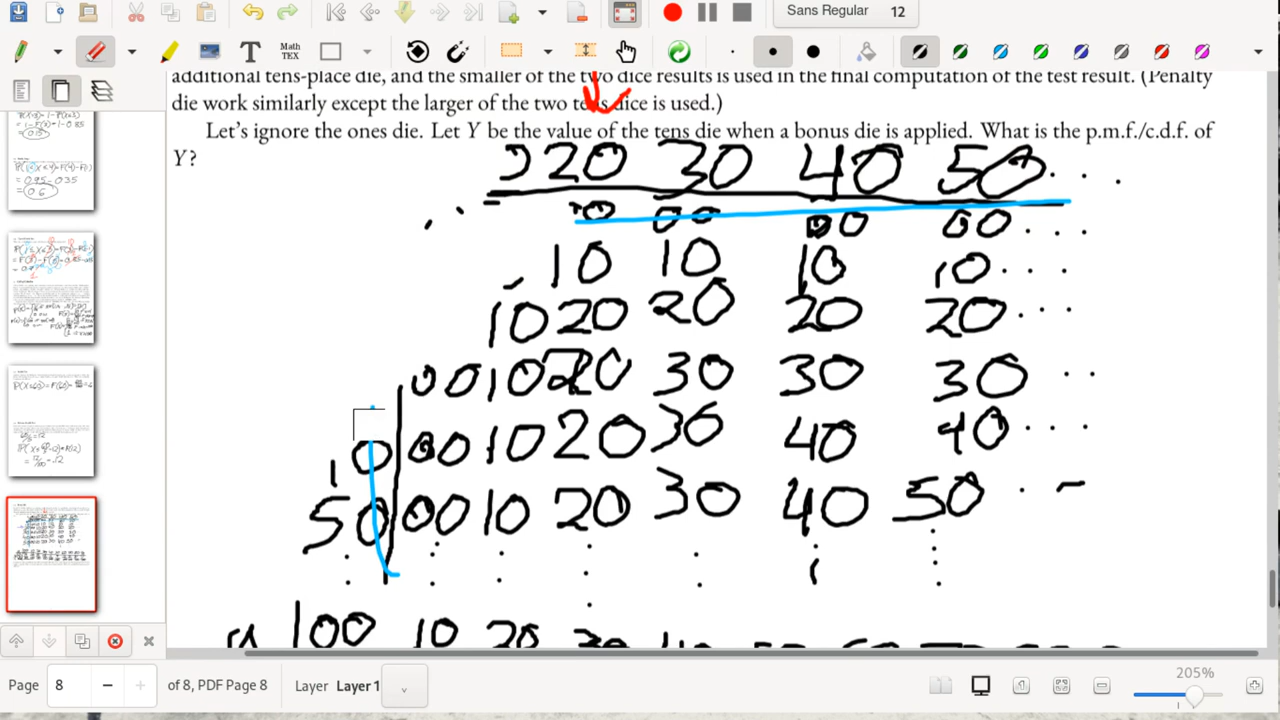 Sans Regular 12
Math
TEX
additional tens-place die, and the smaller of the two dice results is used in the final computation of the test result. (Penalty
die work similarly except the larger of the two tens dice is used.)
Let's ignore the ones die. Let Y be the value of the tens die when a bonus die is applied. What is the p.m.f./c.d.f. of
Y?
20 30 40 50 . . .
00 00 00 00 . . .
10 10 10 10 . . .
10 20 20 20 20 . . .
00 10 20 30 30 30 . .
00 10 20 30 40 40 . . .
50 00 10 20 30 40 50 . -
100 10 20 30
Page 8 of 8, PDF Page 8 Layer Layer 1 205%